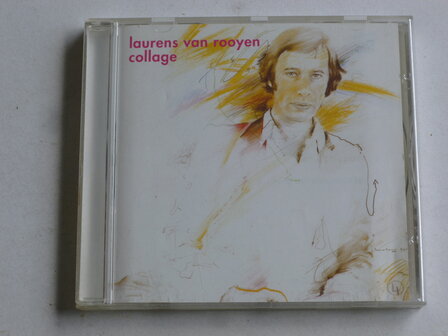 laurens van rooyen
collage